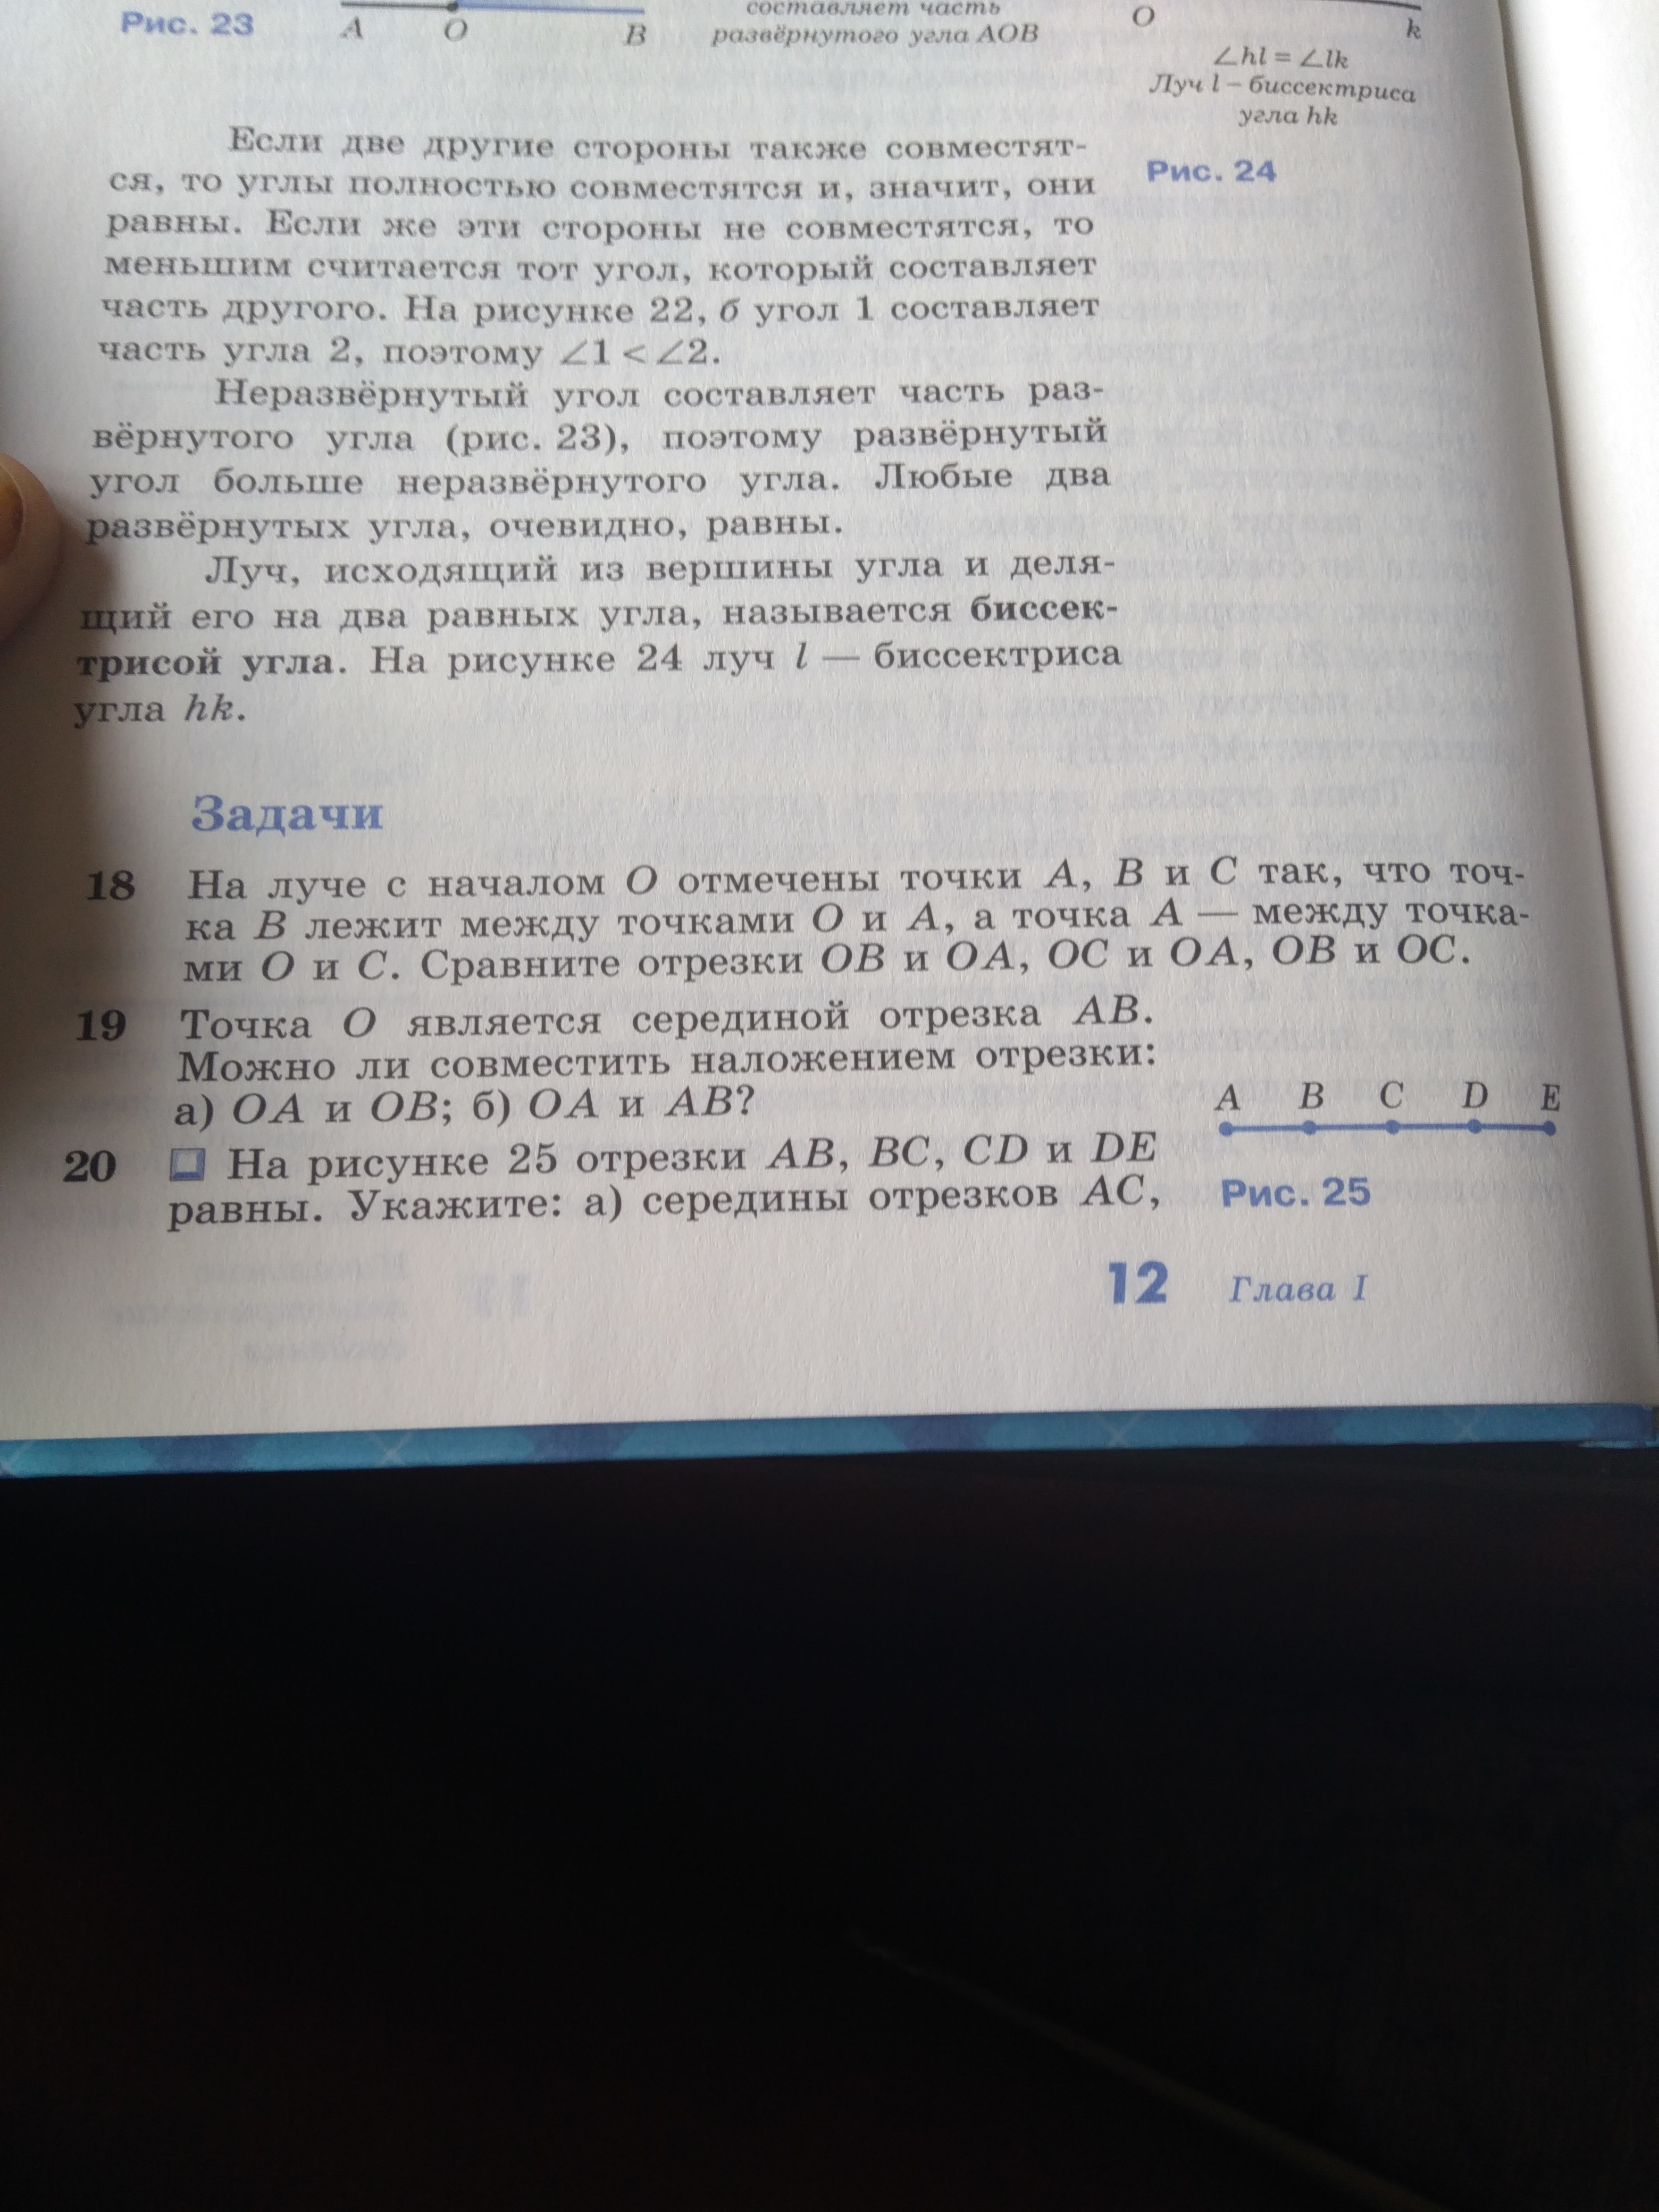 составляет часть
развёрнутого угла AOB
Рис. 23
A O B
O
k
∠hl = ∠lk
Луч l – биссектриса
угла hk
Рис. 24
Если две другие стороны также совместят-
ся, то углы полностью совместятся и, значит, они
равны. Если же эти стороны не совместятся, то
меньшим считается тот угол, который составляет
часть другого. На рисунке 22, б угол 1 составляет
часть угла 2, поэтому ∠1 < ∠2.
Неразвёрнутый угол составляет часть раз-
вёрнутого угла (рис. 23), поэтому развёрнутый
угол больше неразвёрнутого угла. Любые два
развёрнутых угла, очевидно, равны.
Луч, исходящий из вершины угла и деля-
щий его на два равных угла, называется биссек-
трисой угла. На рисунке 24 луч l — биссектриса
угла hk.
Задачи
18 На луче с началом O отмечены точки A, B и C так, что точ-
ка B лежит между точками O и A, а точка A — между точка-
ми O и C. Сравните отрезки OB и OA, OC и OA, OB и OC.
19 Точка O является серединой отрезка AB.
Можно ли совместить наложением отрезки:
а) OA и OB; б) OA и AB?
20 На рисунке 25 отрезки AB, BC, CD и DE
равны. Укажите: а) середины отрезков AC,
A B C D E
Рис. 25
12 Глава I